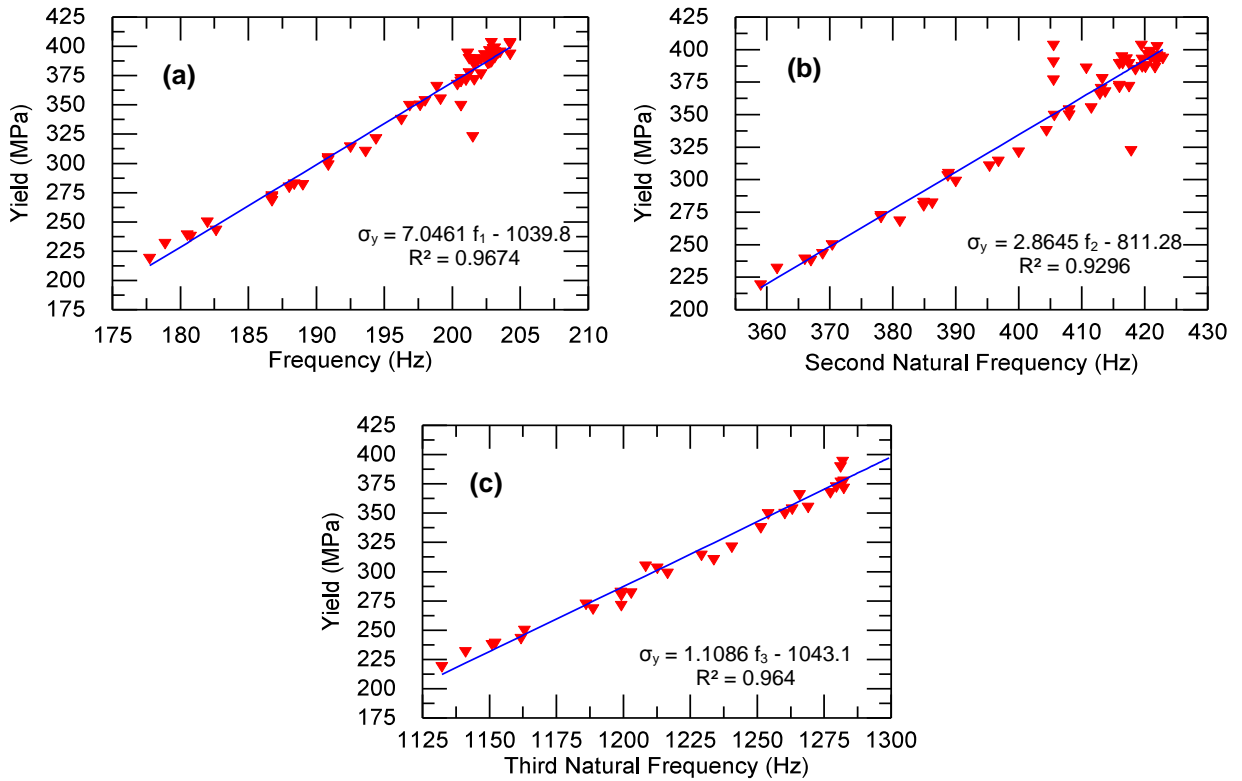 425
400
375
350
325
300
275
250
225
200
175
Yield (MPa)
(a)
σy = 7.0461 f1 - 1039.8
R² = 0.9674
175 180 185 190 195 200 205 210
Frequency (Hz)
425
400
375
350
325
300
275
250
225
200
Yield (MPa)
(b)
σy = 2.8645 f2 - 811.28
R² = 0.9296
360 370 380 390 400 410 420 430
Second Natural Frequency (Hz)
425
400
375
350
325
300
275
250
225
200
175
Yield (MPa)
(c)
σy = 1.1086 f3 - 1043.1
R² = 0.964
1125 1150 1175 1200 1225 1250 1275 1300
Third Natural Frequency (Hz)